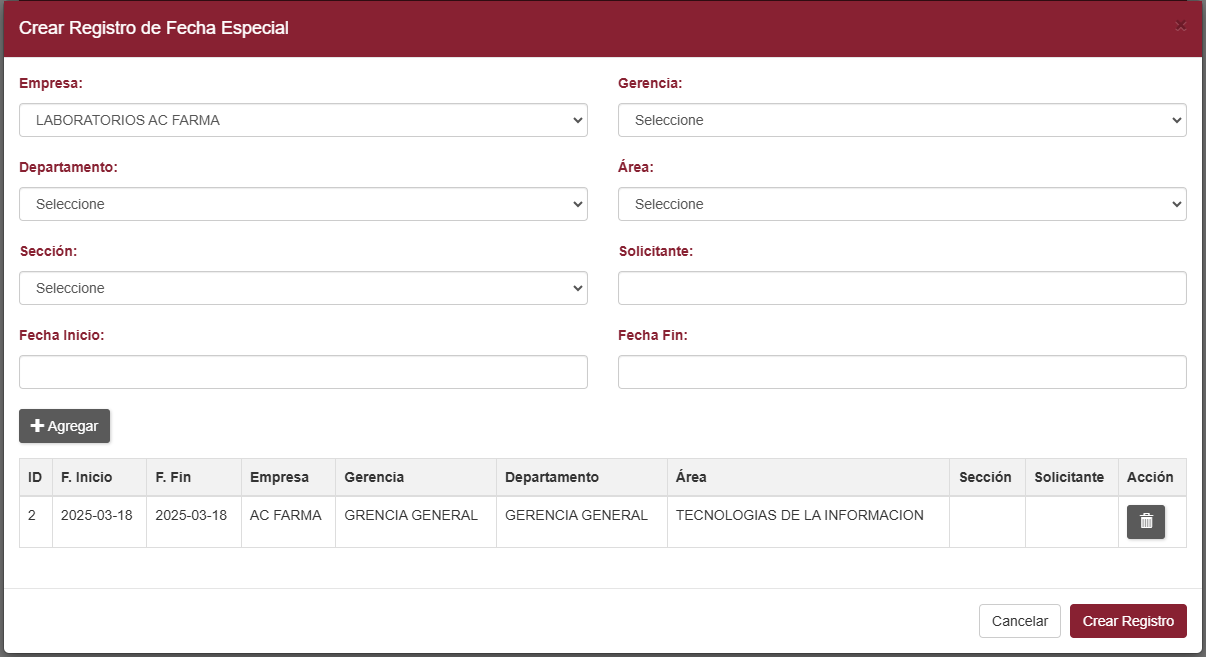 Crear Registro de Fecha Especial ×
Empresa: Gerencia:
LABORATORIOS AC FARMA Seleccione
Departamento: Área:
Seleccione Seleccione
Sección: Solicitante:
Seleccione
Fecha Inicio: Fecha Fin:
Agregar
ID F. Inicio F. Fin Empresa Gerencia Departamento Área Sección Solicitante Acción
2 2025-03-18 2025-03-18 AC FARMA GRENCIA GENERAL GERENCIA GENERAL TECNOLOGIAS DE LA INFORMACION
Cancelar Crear Registro